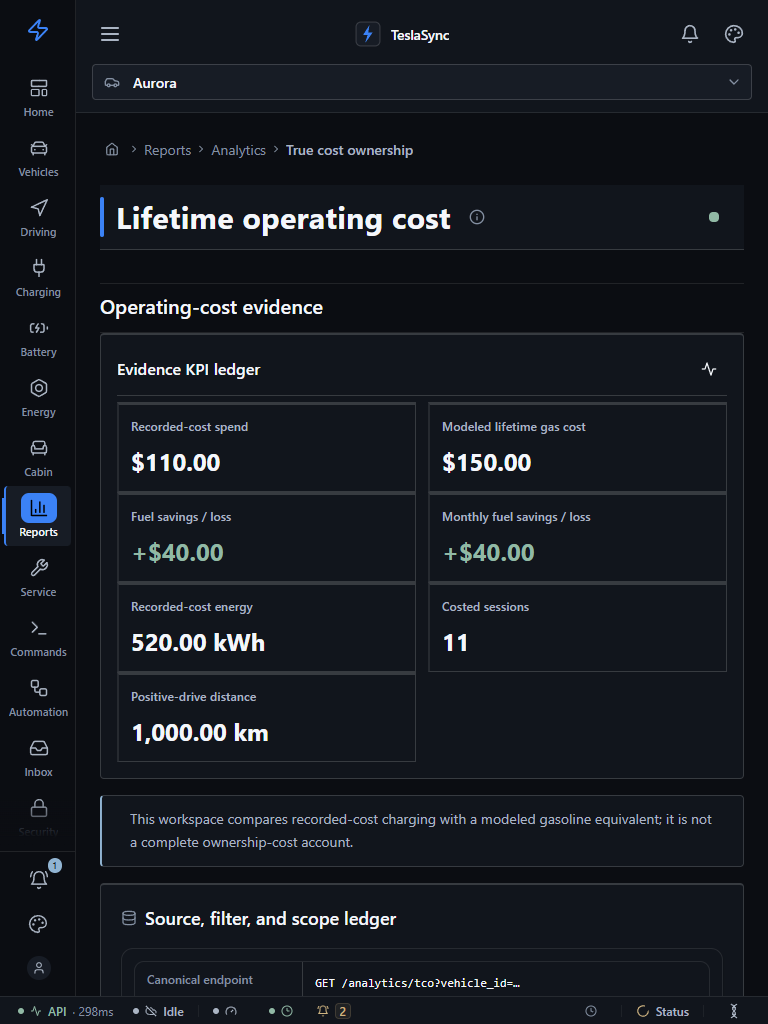 TeslaSync
Aurora
Home
Vehicles
Driving
Charging
Battery
Energy
Cabin
Reports
Service
Commands
Automation
Inbox
Security
1
Reports > Analytics > True cost ownership
Lifetime operating cost
Operating-cost evidence
Evidence KPI ledger
Recorded-cost spend
$110.00
Modeled lifetime gas cost
$150.00
Fuel savings / loss
+$40.00
Monthly fuel savings / loss
+$40.00
Recorded-cost energy
520.00 kWh
Costed sessions
11
Positive-drive distance
1,000.00 km
This workspace compares recorded-cost charging with a modeled gasoline equivalent; it is not
a complete ownership-cost account.
Source, filter, and scope ledger
Canonical endpoint
GET /analytics/tco?vehicle_id=…
API · 298ms
Idle
2
Status